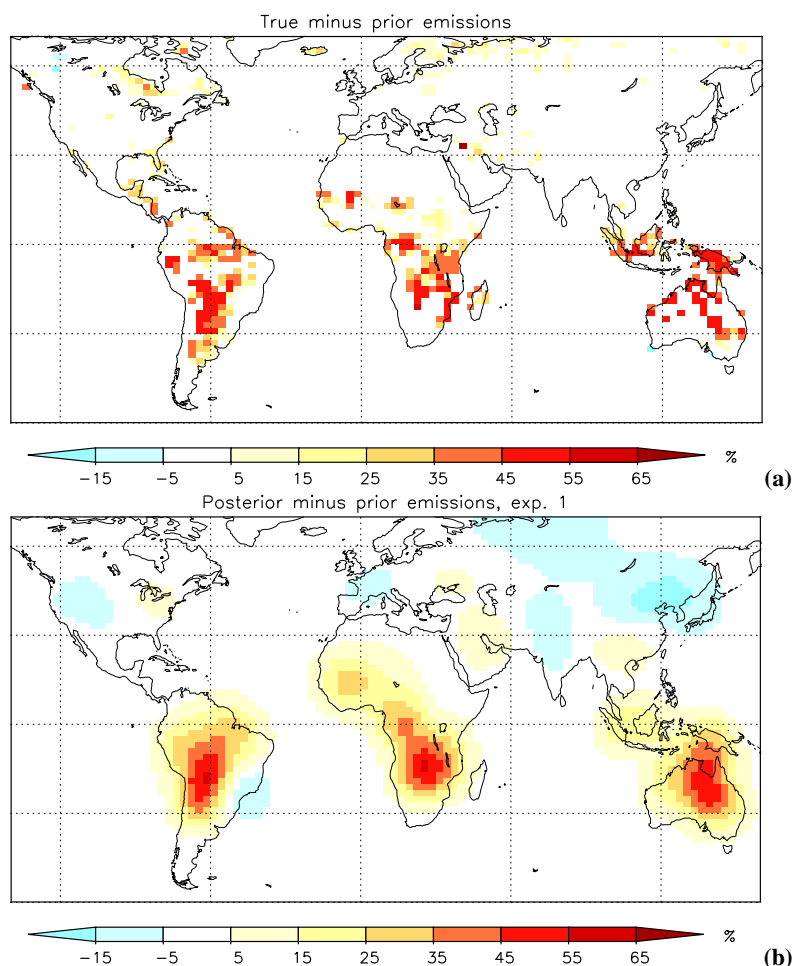 True minus prior emissions
−15 −5 5 15 25 35 45 55 65 %
(a)
Posterior minus prior emissions, exp. 1
−15 −5 5 15 25 35 45 55 65 %
(b)